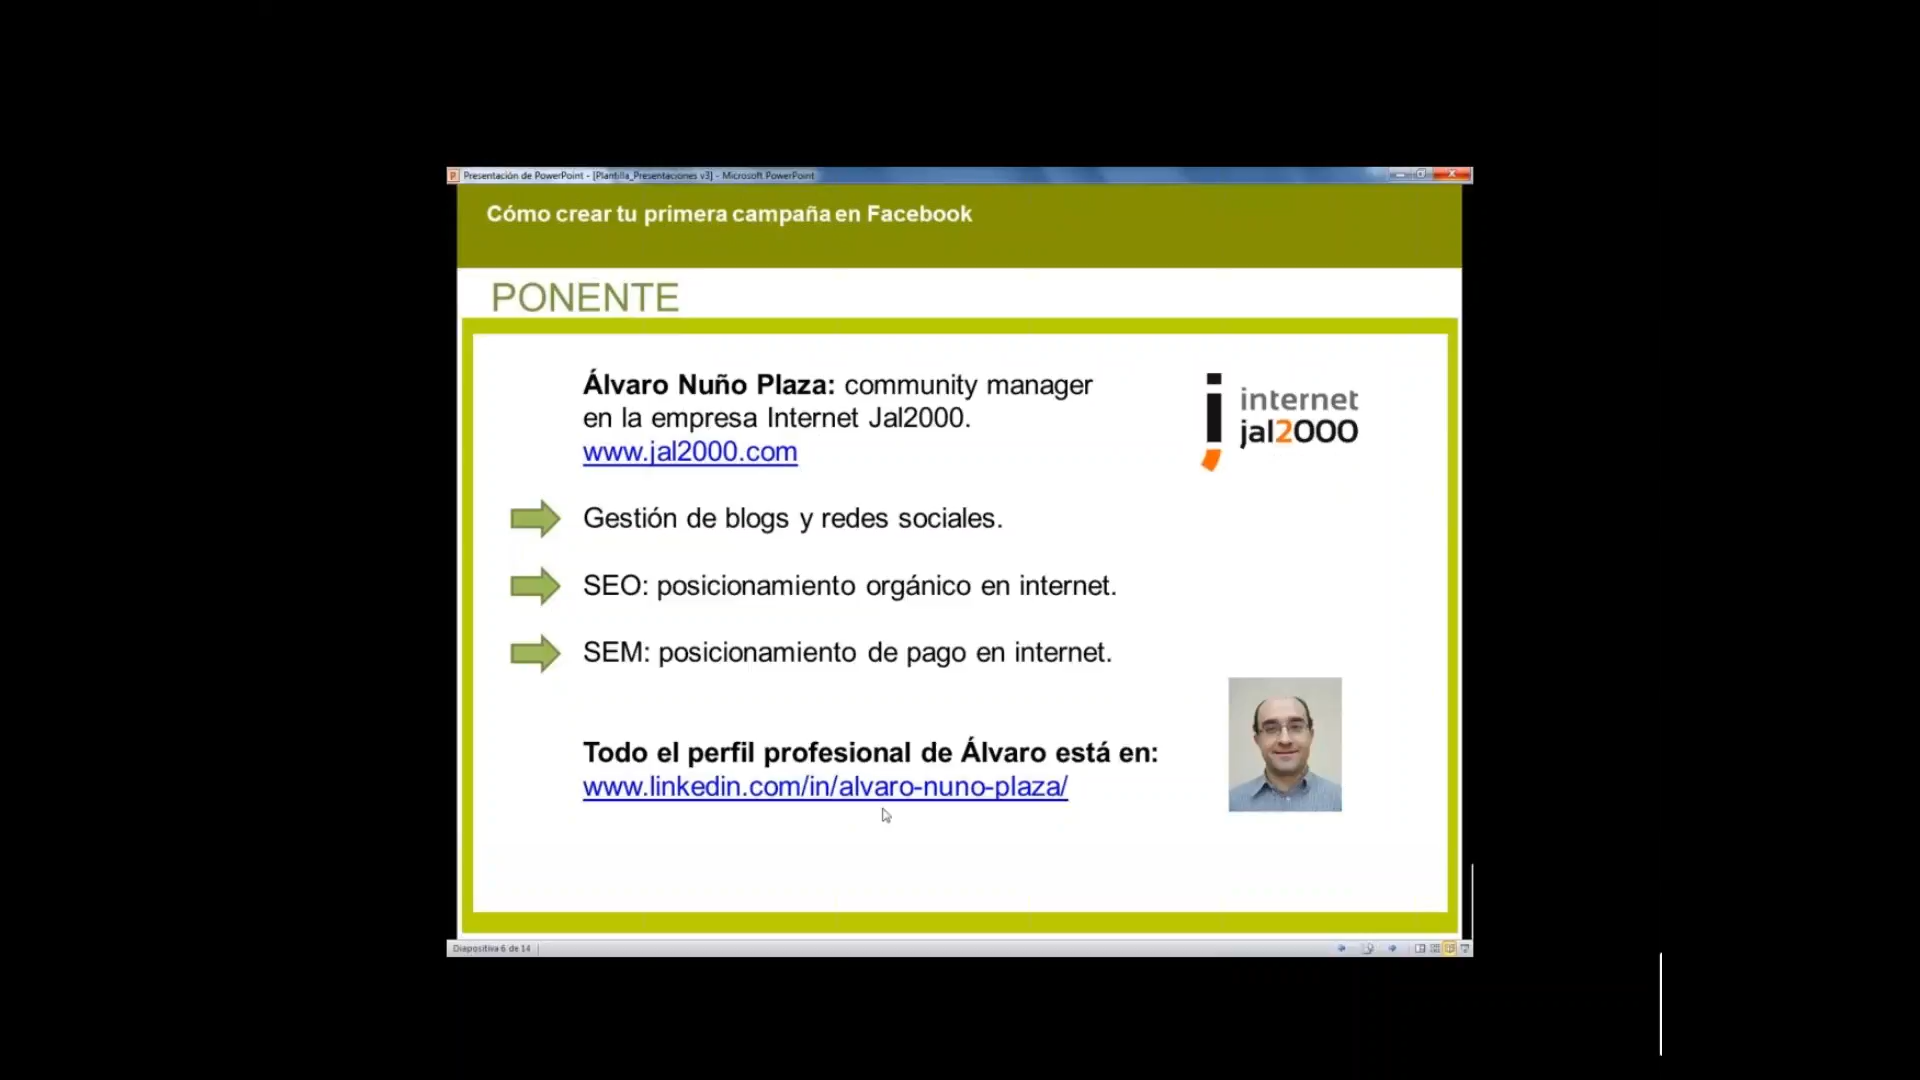 Presentación de PowerPoint - [Plantilla_Presentaciones v3] - Microsoft PowerPoint
Cómo crear tu primera campaña en Facebook
PONENTE
Álvaro Nuño Plaza: community manager
en la empresa Internet Jal2000.
www.jal2000.com
internet
jal2000
Gestión de blogs y redes sociales.
SEO: posicionamiento orgánico en internet.
SEM: posicionamiento de pago en internet.
Todo el perfil profesional de Álvaro está en:
www.linkedin.com/in/alvaro-nuno-plaza/
Diapositiva 6 de 14